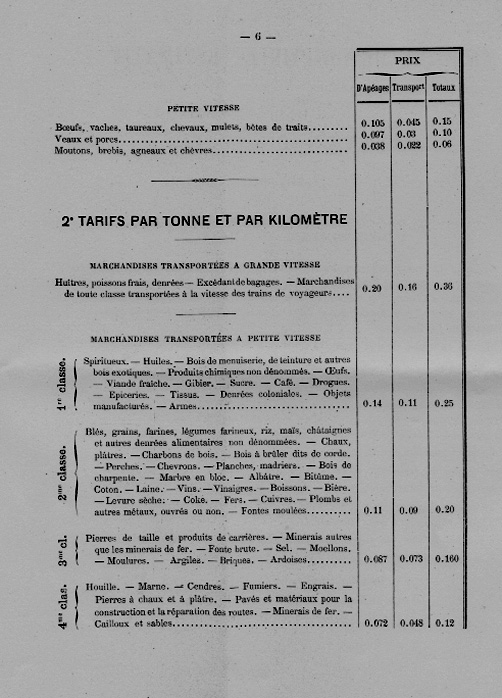 — 6 —
PRIX
D'Apéages Transport Totaux
PETITE VITESSE
Bœufs, vaches, taureaux, chevaux, mulets, bêtes de traits......... 0.105 0.045 0.15
Veaux et porcs.................................................. 0.097 0.03 0.10
Moutons, brebis, agneaux et chèvres............................. 0.038 0.022 0.06
2° TARIFS PAR TONNE ET PAR KILOMÈTRE
MARCHANDISES TRANSPORTÉES A GRANDE VITESSE
Huîtres, poissons frais, denrées — Excédant de bagages. — Marchandises
de toute classe transportées à la vitesse des trains de voyageurs.... 0.20 0.16 0.36
MARCHANDISES TRANSPORTÉES A PETITE VITESSE
1re classe.
Spiritueux. — Huiles. — Bois de menuiserie, de teinture et autres
bois exotiques. — Produits chimiques non dénommés. — Œufs.
— Viande fraîche. — Gibier. — Sucre. — Café. — Drogues.
— Epiceries. — Tissus. — Denrées coloniales. — Objets
manufacturés. — Armes................................ 0.14 0.11 0.25
2me classe.
Blés, grains, farines, légumes farineux, riz, maïs, châtaignes
et autres denrées alimentaires non dénommées. — Chaux,
plâtres. — Charbons de bois. — Bois à brûler dits de corde.
— Perches. — Chevrons. — Planches, madriers. — Bois de
charpente. — Marbre en bloc. — Albâtre. — Bitûme. —
Coton. — Laine. — Vins. — Vinaigres. — Boissons. — Bière.
— Levure sèche. — Coke. — Fers. — Cuivres. — Plombs et
autres métaux, ouvrés ou non. — Fontes moulées.......... 0.11 0.09 0.20
3me cl.
Pierres de taille et produits de carrières. — Minerais autres
que les minerais de fer. — Fonte brute. — Sel. — Moellons.
— Moulures. — Argiles. — Briques. — Ardoises.......... 0.087 0.073 0.160
4me clas.
Houille. — Marne. — Cendres. — Fumiers. — Engrais. —
Pierres à chaux et à plâtre. — Pavés et matériaux pour la
construction et la réparation des routes. — Minerais de fer. —
Cailloux et sables.................................... 0.072 0.048 0.12